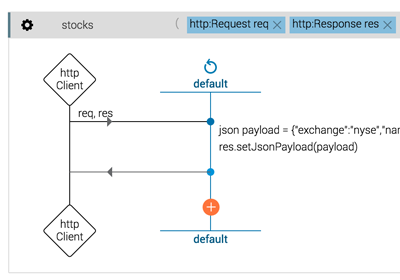 stocks ( http:Request req × http:Response res ×
http
Client
default
req, res
json payload = {"exchange":"nyse","nar
res.setJsonPayload(payload)
http
Client
default